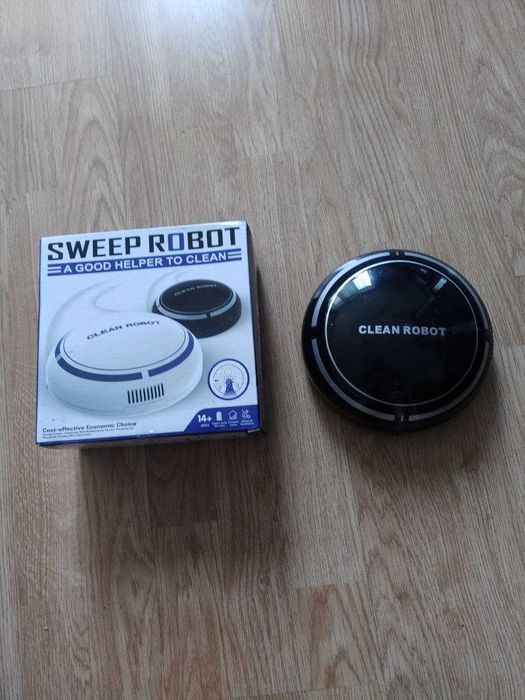 SWEEP ROBOT
A GOOD HELPER TO CLEAN
CLEAN ROBOT
CLEAN ROBOT
14+
Cost-effective Economic Choice
CLEAN ROBOT